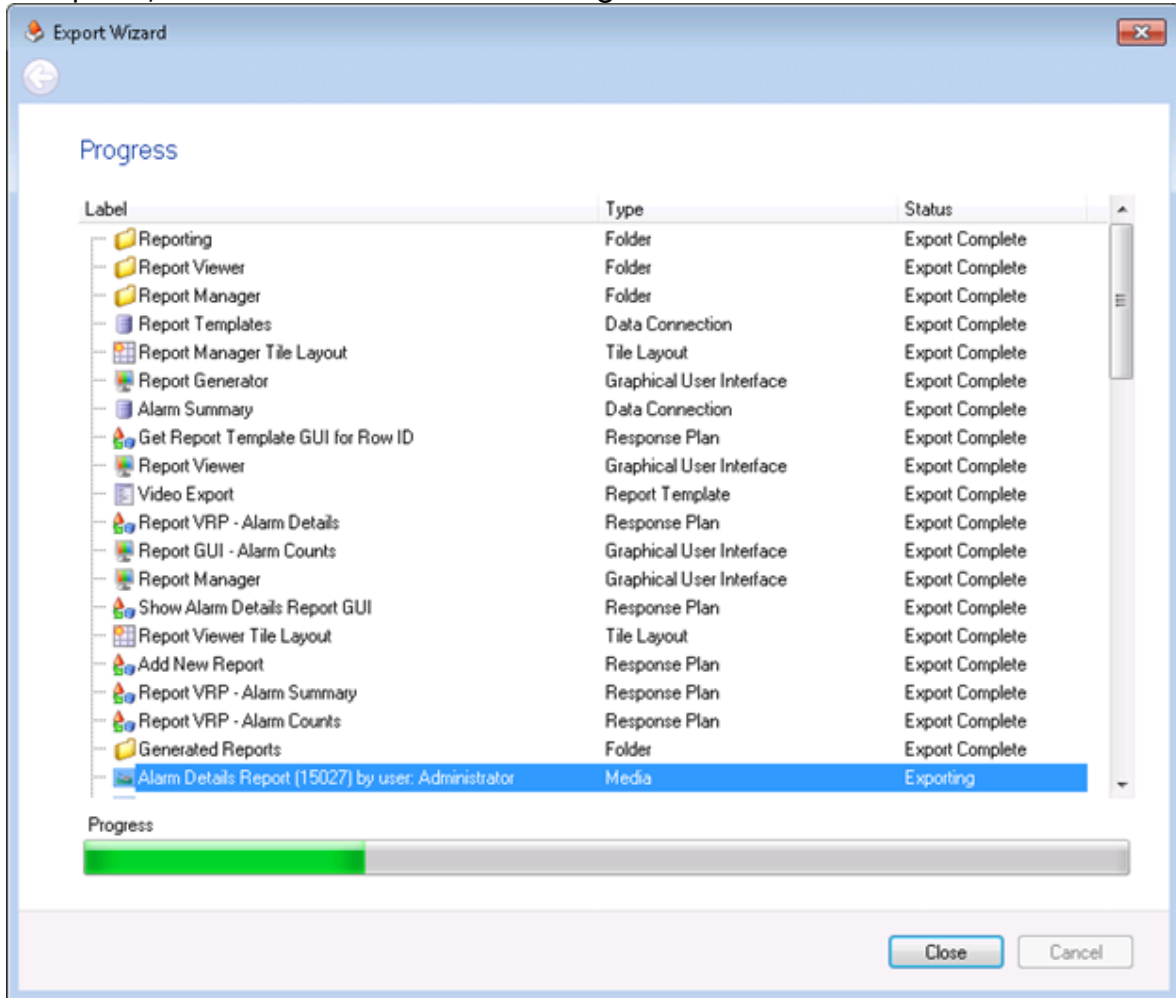 Export Wizard
Progress
Label Type Status
Reporting Folder Export Complete
Report Viewer Folder Export Complete
Report Manager Folder Export Complete
Report Templates Data Connection Export Complete
Report Manager Tile Layout Tile Layout Export Complete
Report Generator Graphical User Interface Export Complete
Alarm Summary Data Connection Export Complete
Get Report Template GUI for Row ID Response Plan Export Complete
Report Viewer Graphical User Interface Export Complete
Video Export Report Template Export Complete
Report VRP - Alarm Details Response Plan Export Complete
Report GUI - Alarm Counts Graphical User Interface Export Complete
Report Manager Graphical User Interface Export Complete
Show Alarm Details Report GUI Response Plan Export Complete
Report Viewer Tile Layout Tile Layout Export Complete
Add New Report Response Plan Export Complete
Report VRP - Alarm Summary Response Plan Export Complete
Report VRP - Alarm Counts Response Plan Export Complete
Generated Reports Folder Export Complete
Alarm Details Report (15027) by user: Administrator Media Exporting
Progress
Close Cancel